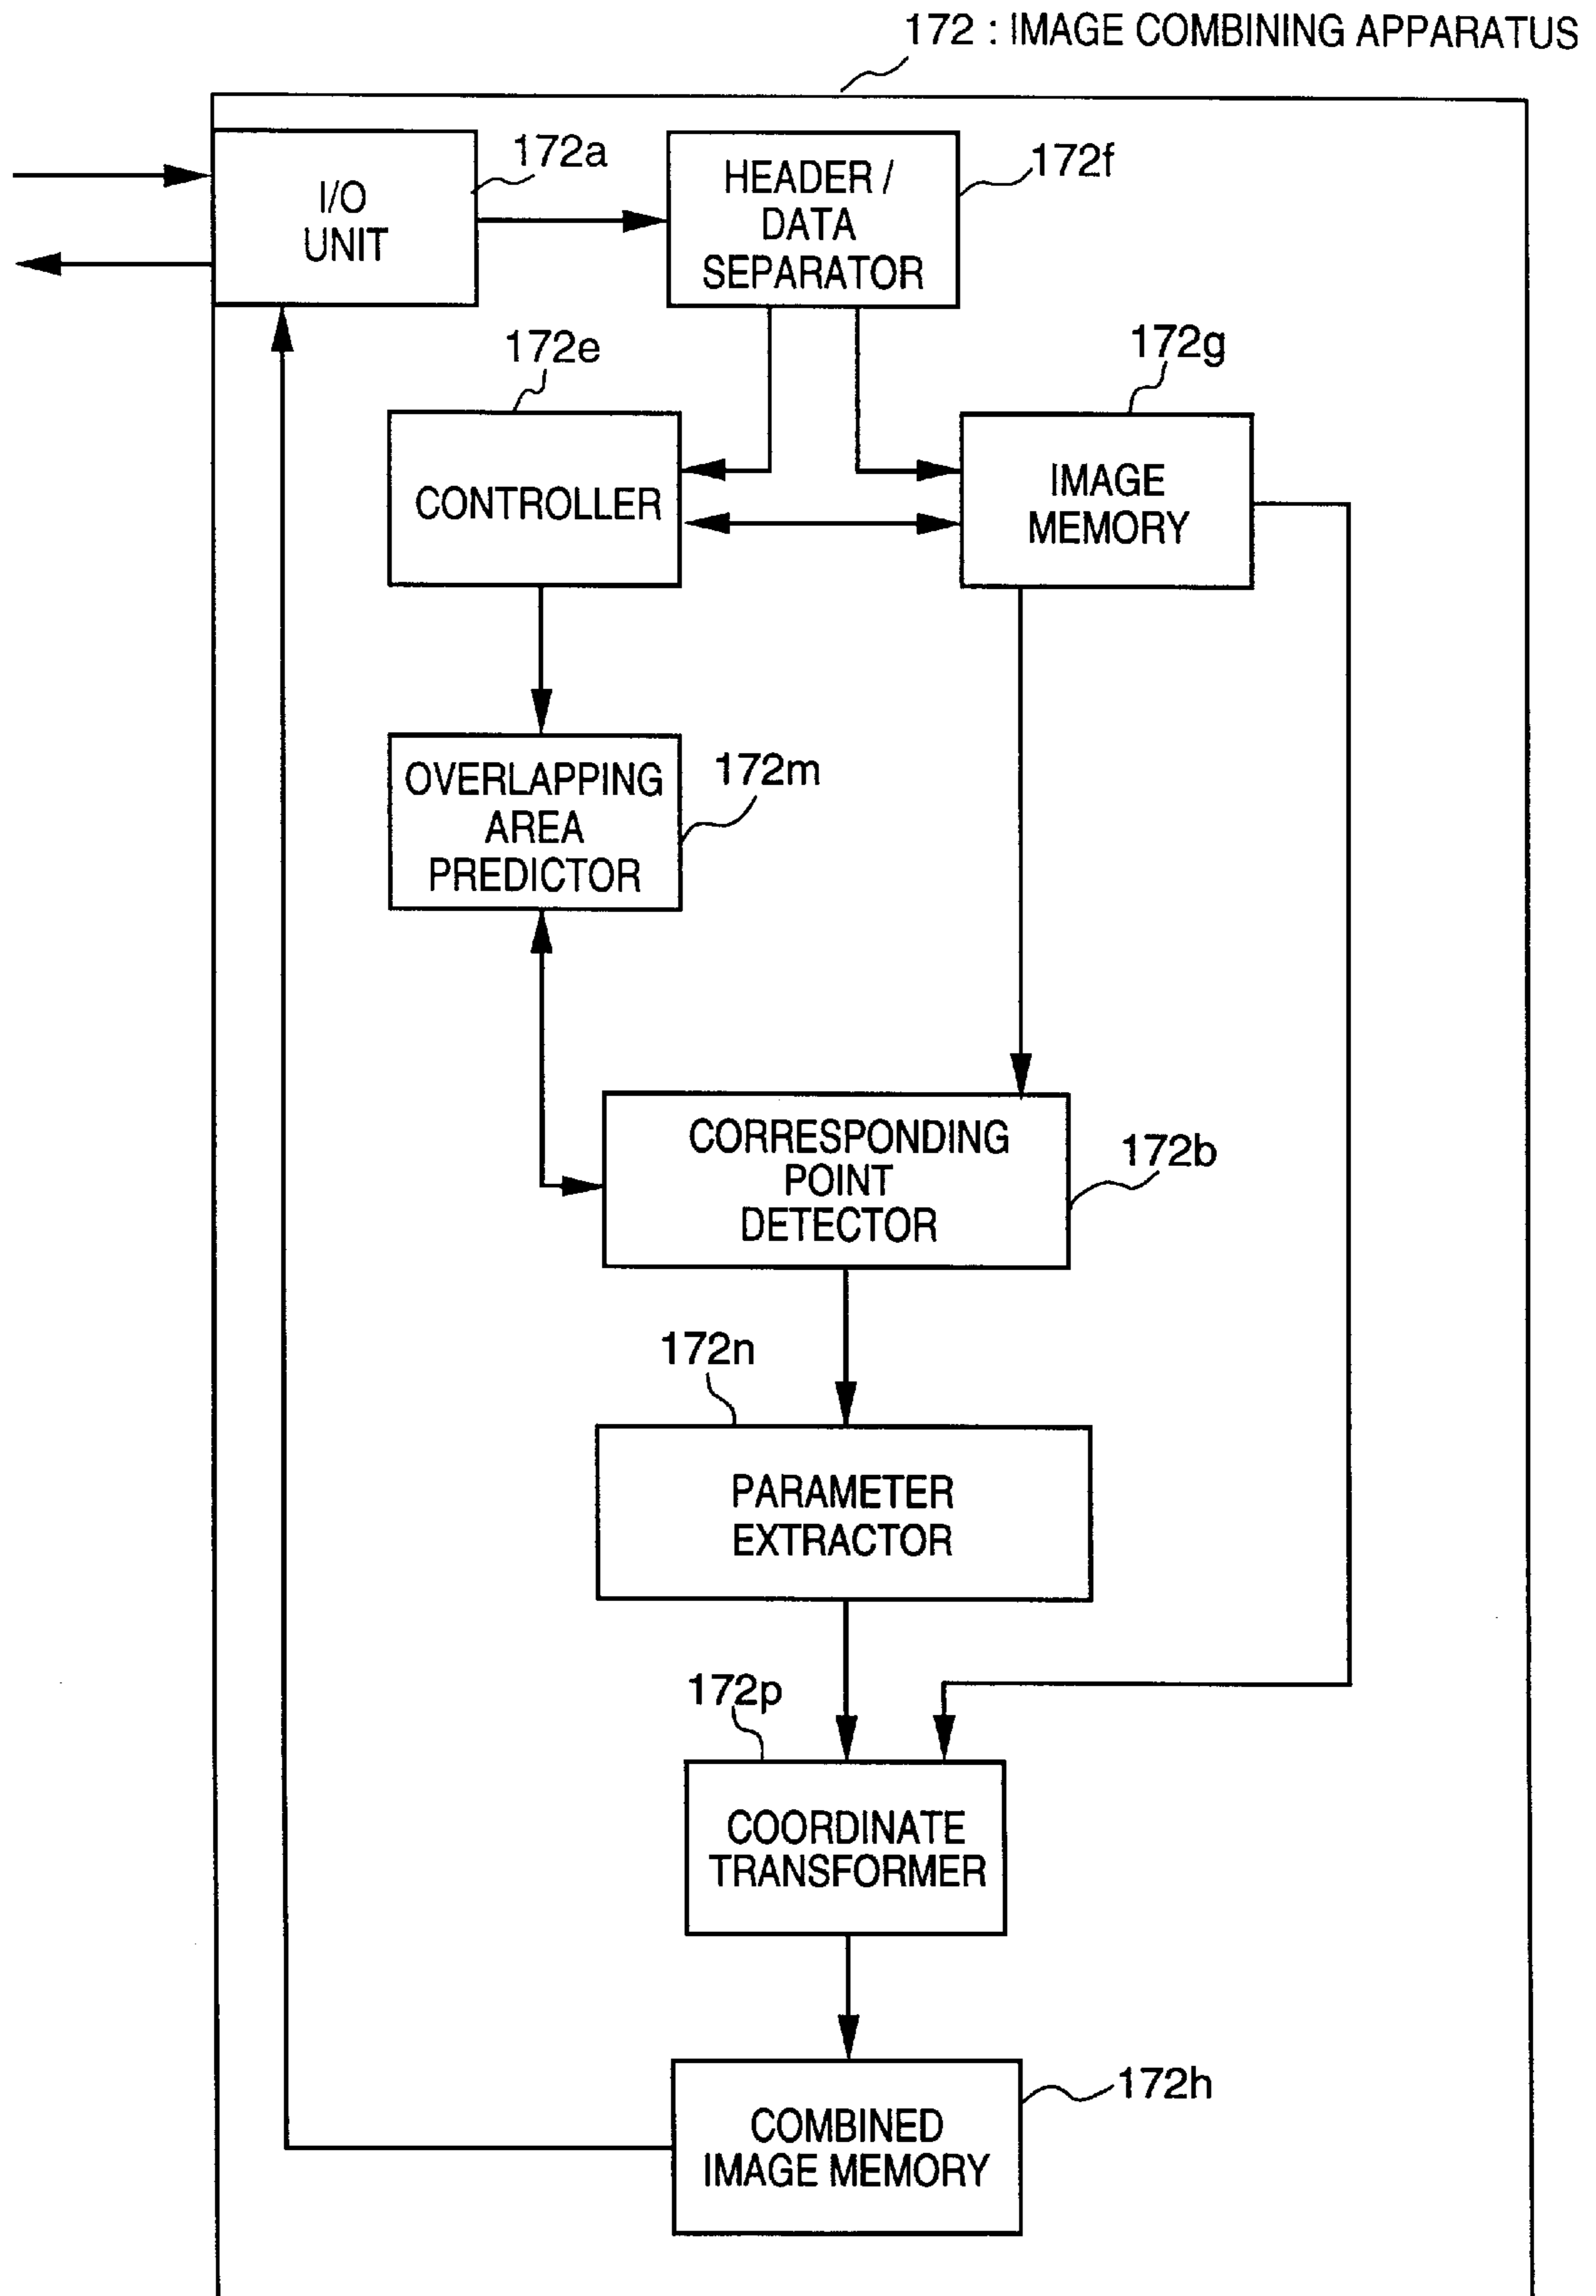 172 : IMAGE COMBINING APPARATUS
172a
I/O
UNIT
HEADER /
DATA
SEPARATOR
172f
172e
CONTROLLER
172g
IMAGE
MEMORY
OVERLAPPING
AREA
PREDICTOR
172m
CORRESPONDING
POINT
DETECTOR
172b
172n
PARAMETER
EXTRACTOR
172p
COORDINATE
TRANSFORMER
COMBINED
IMAGE MEMORY
172h